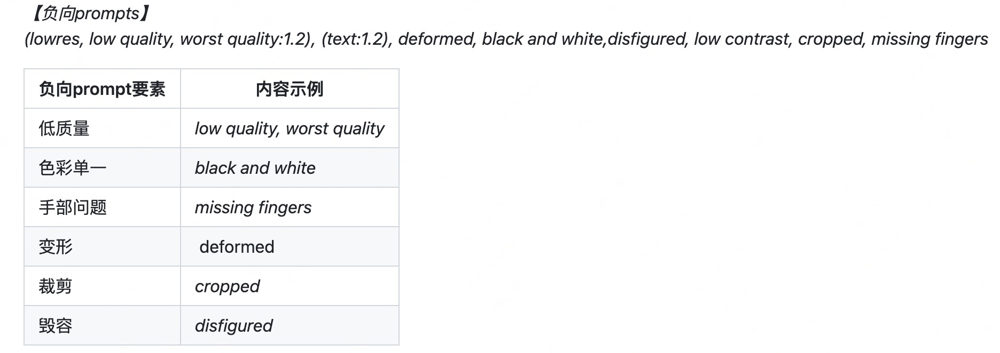 【负向prompts】
(lowres, low quality, worst quality:1.2), (text:1.2), deformed, black and white,disfigured, low contrast, cropped, missing fingers
负向prompt要素 内容示例
低质量 low quality, worst quality
色彩单一 black and white
手部问题 missing fingers
变形 deformed
裁剪 cropped
毁容 disfigured